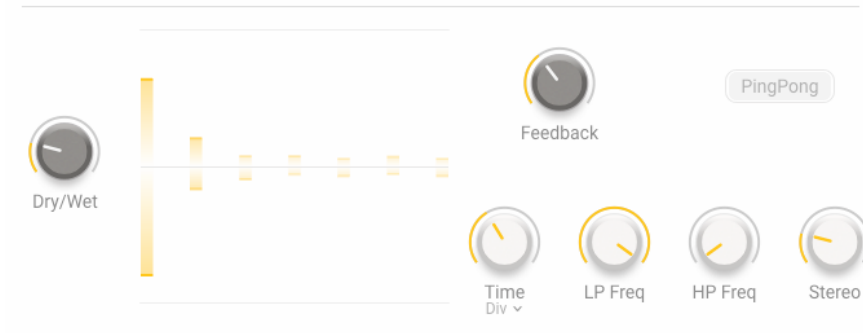 PingPong
Feedback
Dry/Wet
Time
Div
LP Freq
HP Freq
Stereo